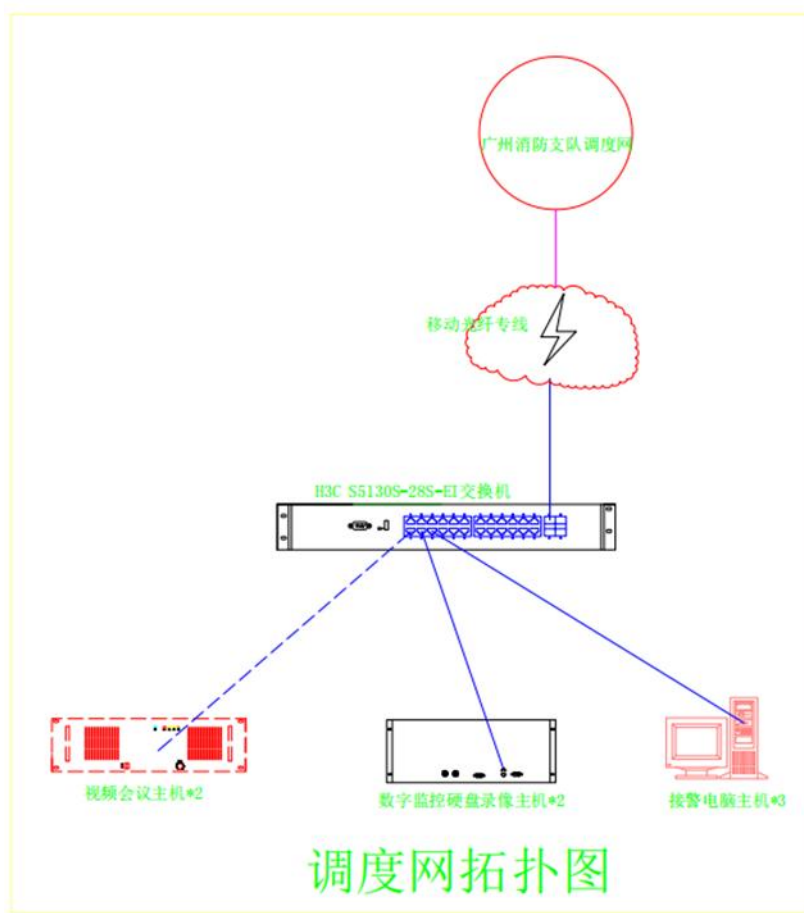 广州消防支队调度网
移动光纤专线
H3C S5130S-28S-EI交换机
视频会议主机*2
数字监控硬盘录像主机*2
接警电脑主机*3
调度网拓扑图